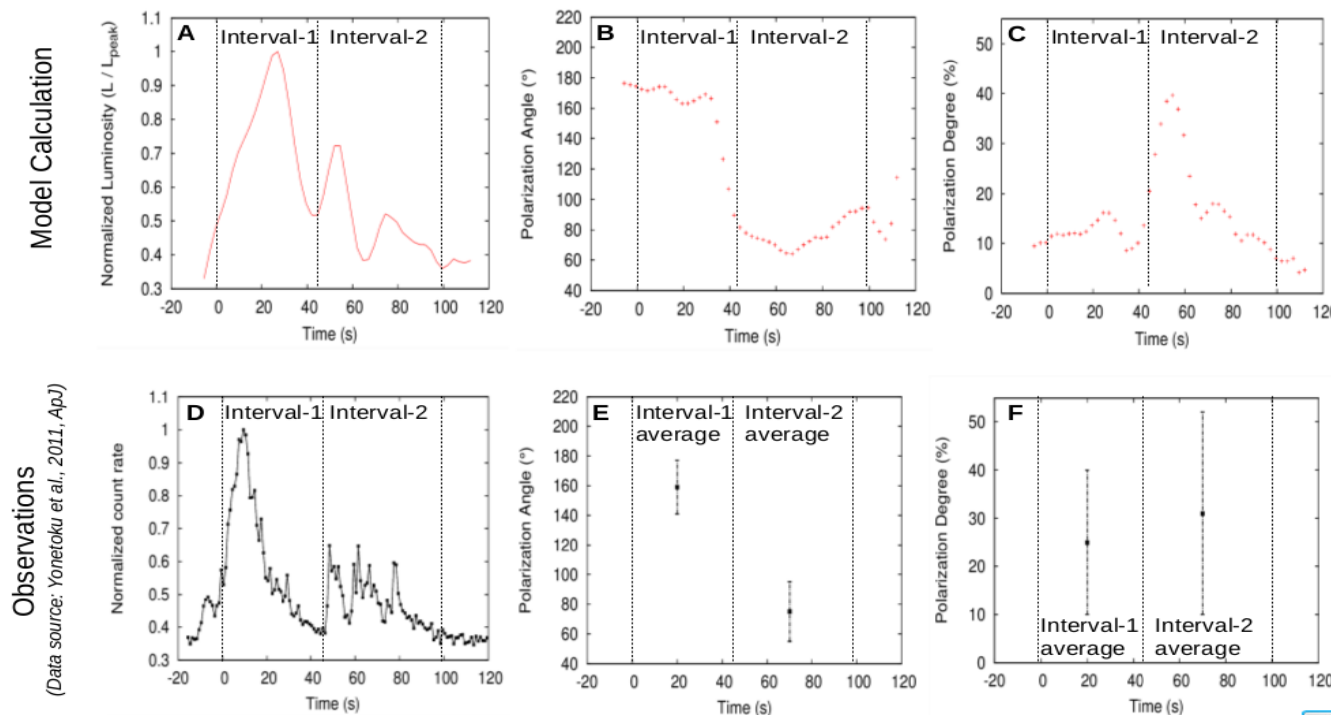 Model Calculation
A
Interval-1
Interval-2
Normalized Luminosity (L / Lpeak)
1.1
1
0.9
0.8
0.7
0.6
0.5
0.4
0.3
-20 0 20 40 60 80 100 120
Time (s)
B
Interval-1
Interval-2
Polarization Angle (°)
220
200
180
160
140
120
100
80
60
40
-20 0 20 40 60 80 100 120
Time (s)
C
Interval-1
Interval-2
Polarization Degree (%)
50
40
30
20
10
0
-20 0 20 40 60 80 100 120
Time (s)
Observations
(Data source: Yonetoku et al., 2011, ApJ)
D
Interval-1
Interval-2
Normalized count rate
1.1
1
0.9
0.8
0.7
0.6
0.5
0.4
0.3
-20 0 20 40 60 80 100 120
Time (s)
E
Interval-1
average
Interval-2
average
Polarization Angle (°)
220
200
180
160
140
120
100
80
60
40
-20 0 20 40 60 80 100 120
Time (s)
F
Polarization Degree (%)
50
40
30
20
10
0
Interval-1
average
Interval-2
average
-20 0 20 40 60 80 100 120
Time (s)